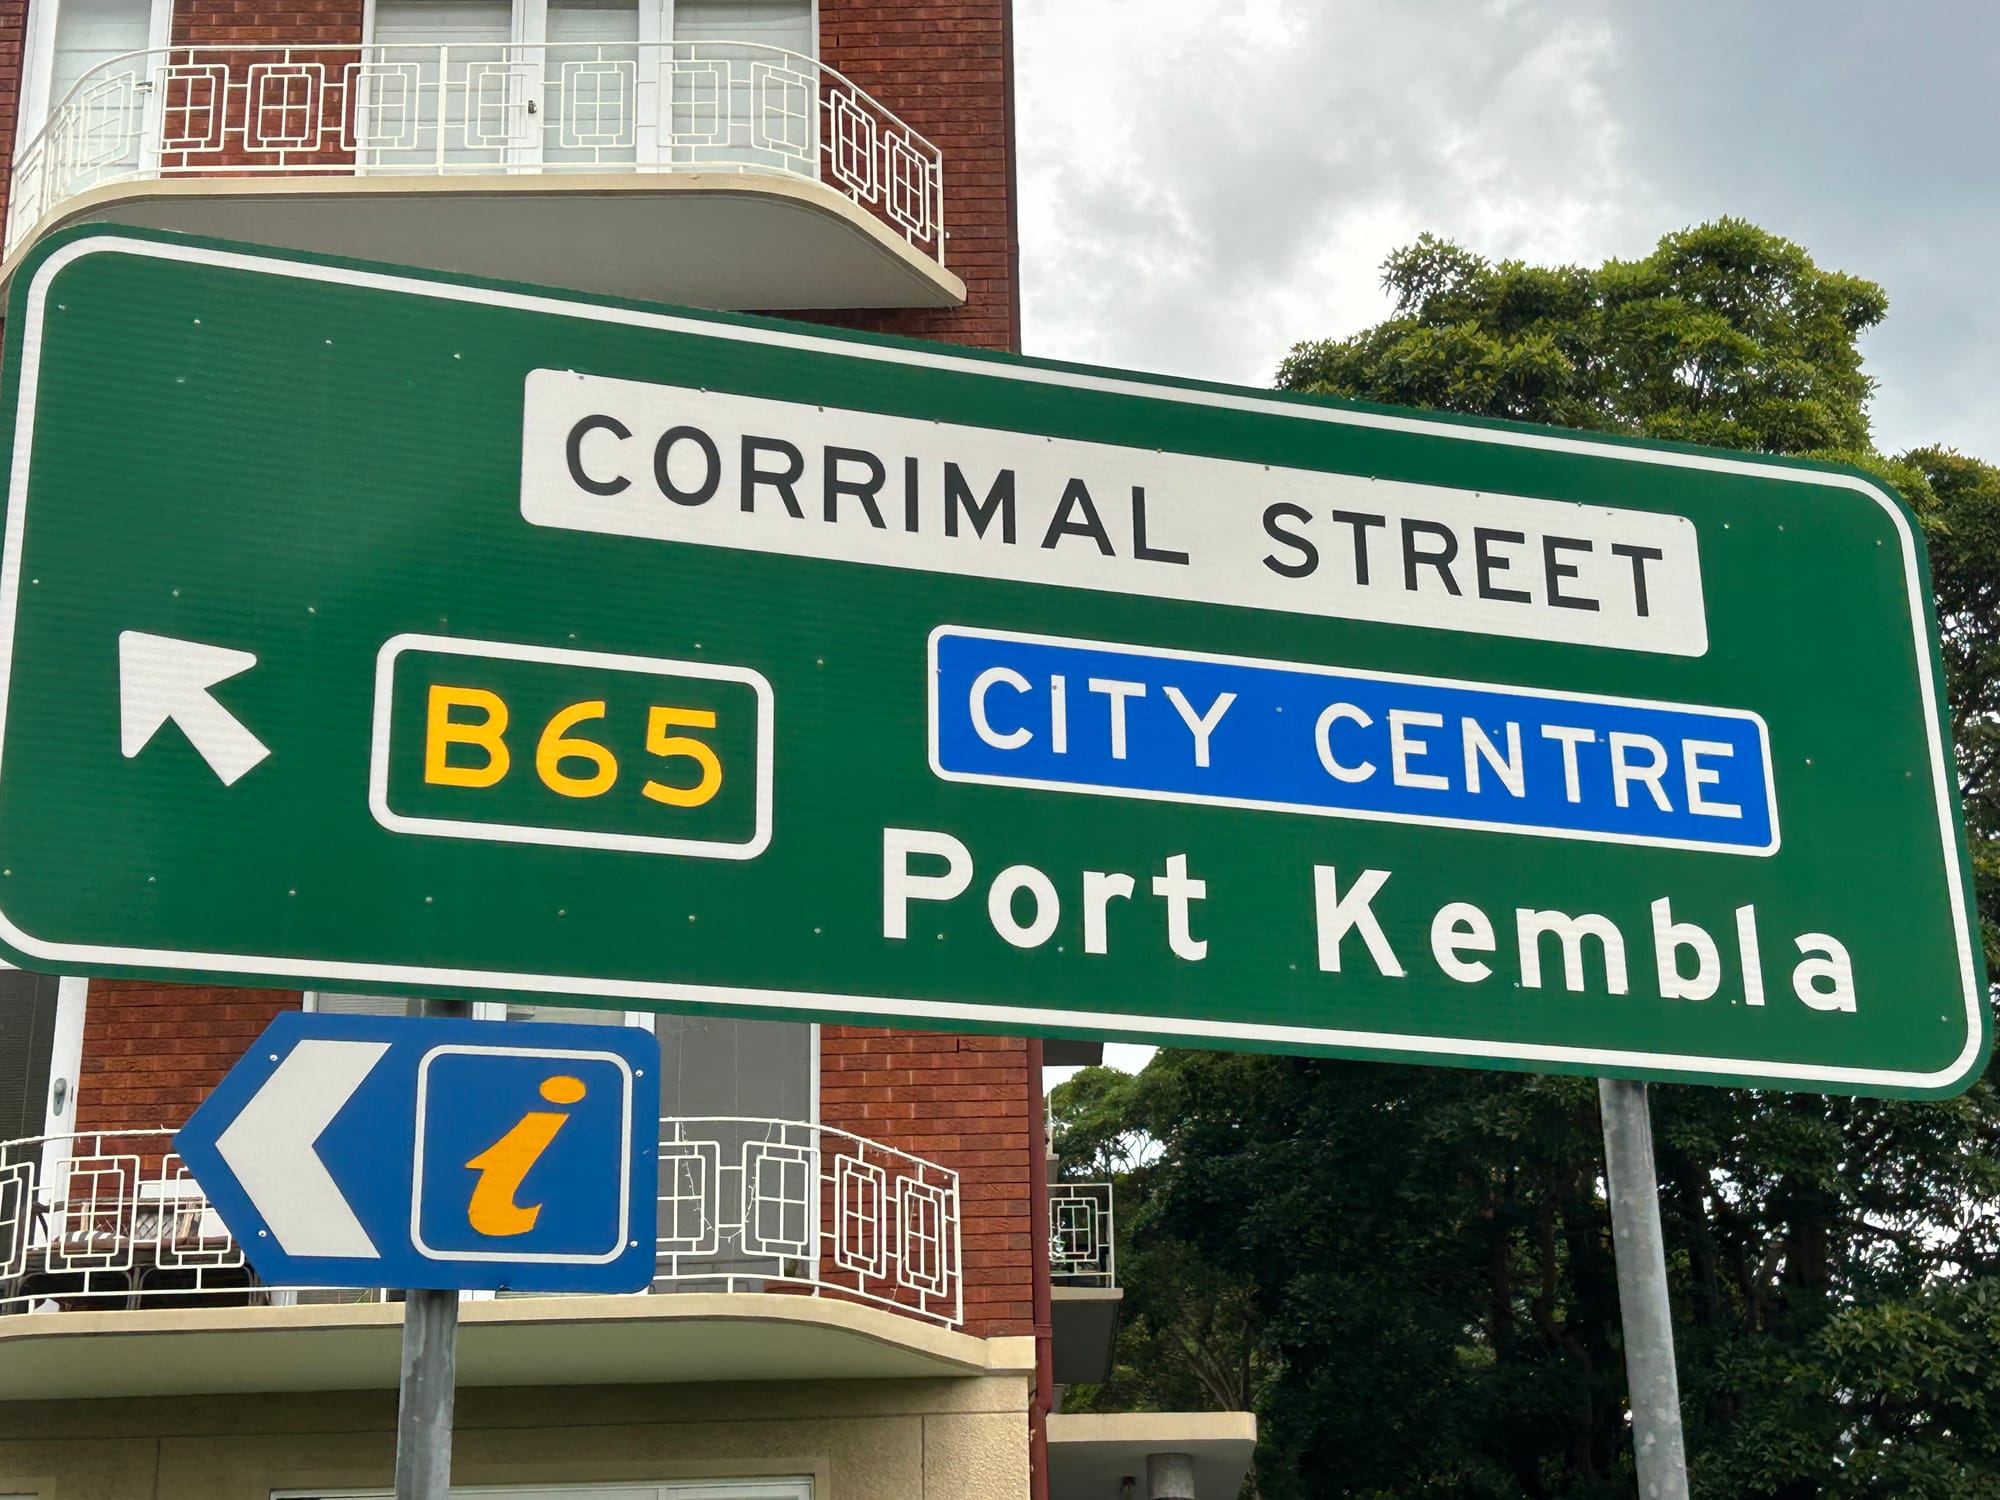 CORRIMAL STREET
B65 CITY CENTRE
Port Kembla
i